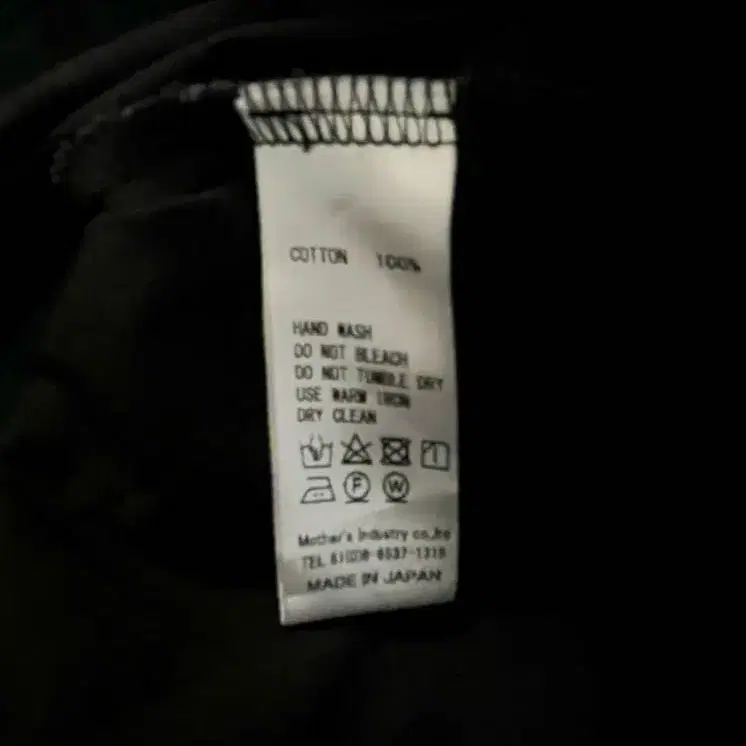 COTTON 100%
HAND WASH
DO NOT BLEACH
DO NOT TUMBLE DRY
USE WARM IRON
DRY CLEAN
F W
Mother's Industry co.,
TEL
MADE IN JAPAN